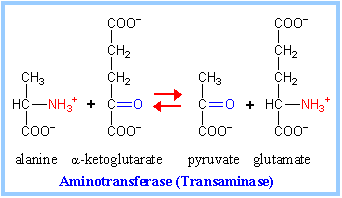 COO⁻ COO⁻
CH₂ CH₂
CH₃ CH₂ CH₃ CH₂
HC—NH₃⁺ + C=O C=O + HC—NH₃⁺
COO⁻ COO⁻ COO⁻ COO⁻
alanine α-ketoglutarate pyruvate glutamate
Aminotransferase (Transaminase)